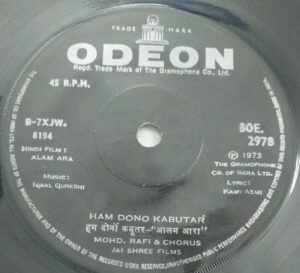 TRADE MARK
ODEON
Regd. Trade Mark of The Gramophone Co., Ltd.
45 R.P.M.
B-7XJW.
8194
BOE.
2978
HINDI FILM :
ALAM ARA
℗ 1973
THE GRAMOPHONE
CO. OF INDIA LTD.
MUSIC :
IQBAL QURESHI
LYRIC :
KAIFI AZMI
HAM DONO KABUTAR
हम दोनों कबूतर-"आलम आरा"
MOHD. RAFI & CHORUS
JAI SHREE FILMS